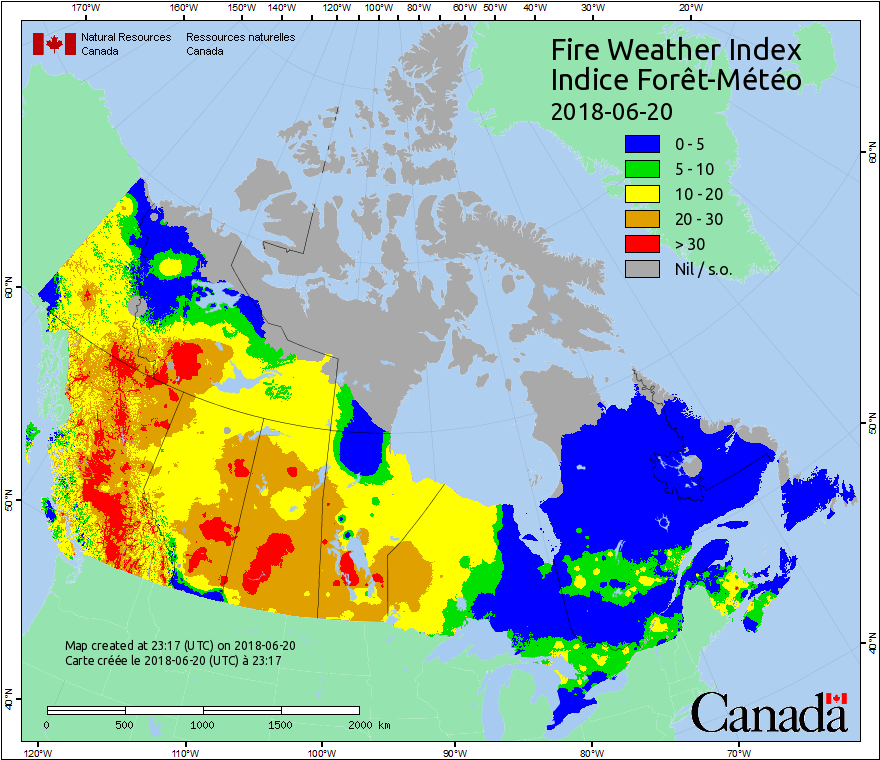 170°W 160°W 150°W 140°W 130°W 120°W 100°W 80°W 60°W 50°W 40°W 30°W 20°W
Natural Resources Canada
Ressources naturelles Canada
Fire Weather Index
Indice Forêt-Météo
2018-06-20
0 - 5
5 - 10
10 - 20
20 - 30
> 30
Nil / s.o.
60°N
50°N
40°N
60°N
50°N
40°N
Map created at 23:17 (UTC) on 2018-06-20
Carte créée le 2018-06-20 (UTC) à 23:17
0 500 1000 1500 2000 km
Canada
120°W 110°W 100°W 90°W 80°W 70°W